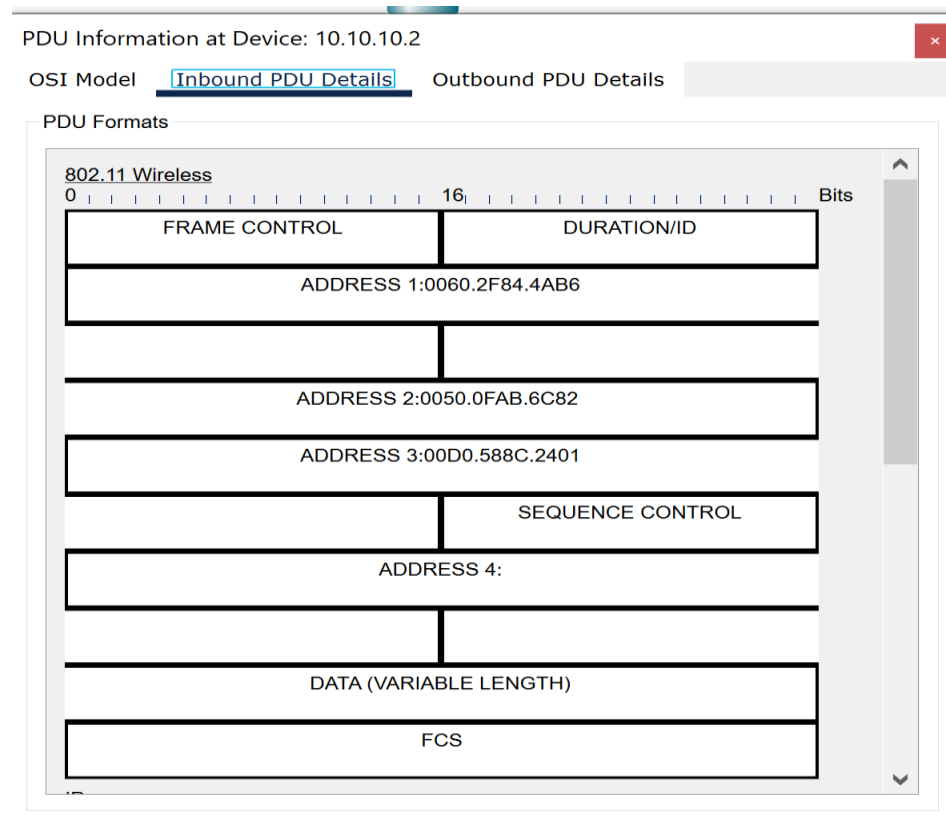 PDU Information at Device: 10.10.10.2
×
OSI Model Inbound PDU Details Outbound PDU Details
PDU Formats
802.11 Wireless
0 16 Bits
FRAME CONTROL DURATION/ID
ADDRESS 1:0060.2F84.4AB6
ADDRESS 2:0050.0FAB.6C82
ADDRESS 3:00D0.588C.2401
SEQUENCE CONTROL
ADDRESS 4:
DATA (VARIABLE LENGTH)
FCS